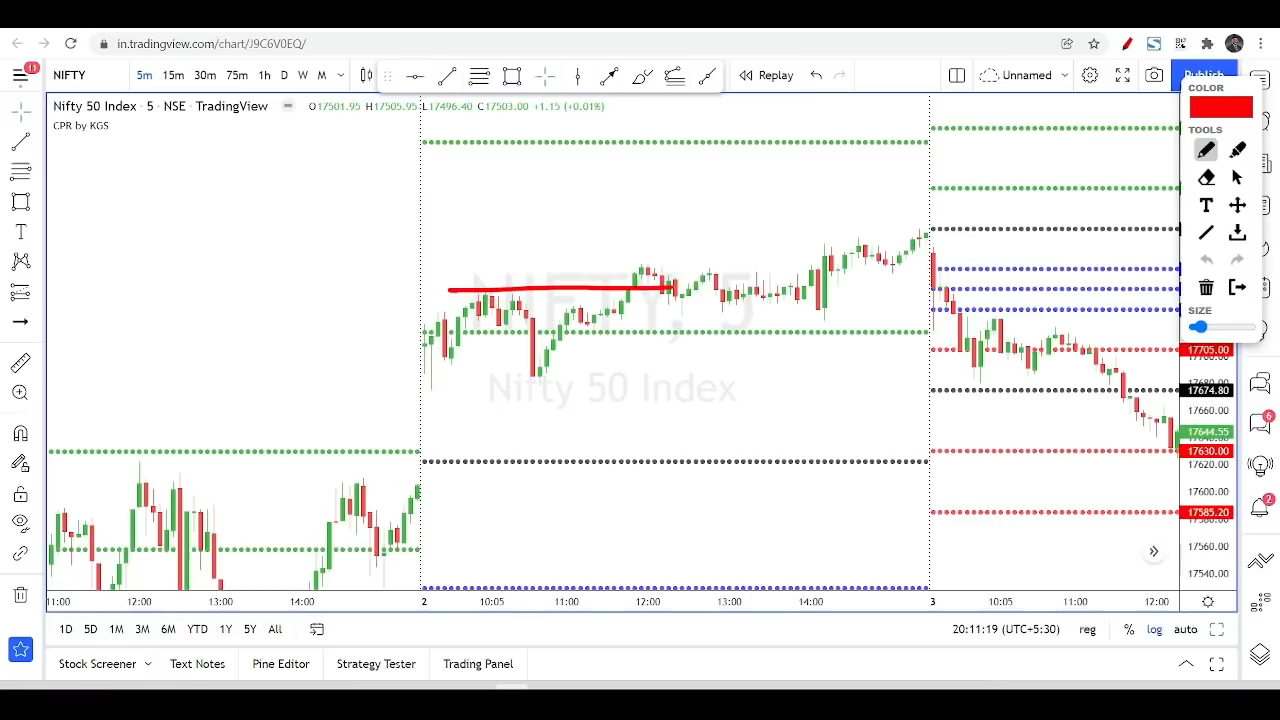 in.tradingview.com/chart/J9C6V0EQ/
11
NIFTY
5m 15m 30m 75m 1h D W M
Replay
Unnamed
Publish
Nifty 50 Index · 5 · NSE · TradingView
O17501.95 H17505.95 L17496.40 C17503.00 +1.15 (+0.01%)
CPR by KGS
COLOR
TOOLS
T
SIZE
NIFTY, 5
Nifty 50 Index
17705.00
17674.80
17660.00
17644.55
17630.00
17620.00
17600.00
17585.20
17560.00
17540.00
6
2
11:00 12:00 13:00 14:00 2 10:05 11:00 12:00 13:00 14:00 3 10:05 11:00 12:00
1D 5D 1M 3M 6M YTD 1Y 5Y All
20:11:19 (UTC+5:30) reg % log auto
Stock Screener Text Notes Pine Editor Strategy Tester Trading Panel